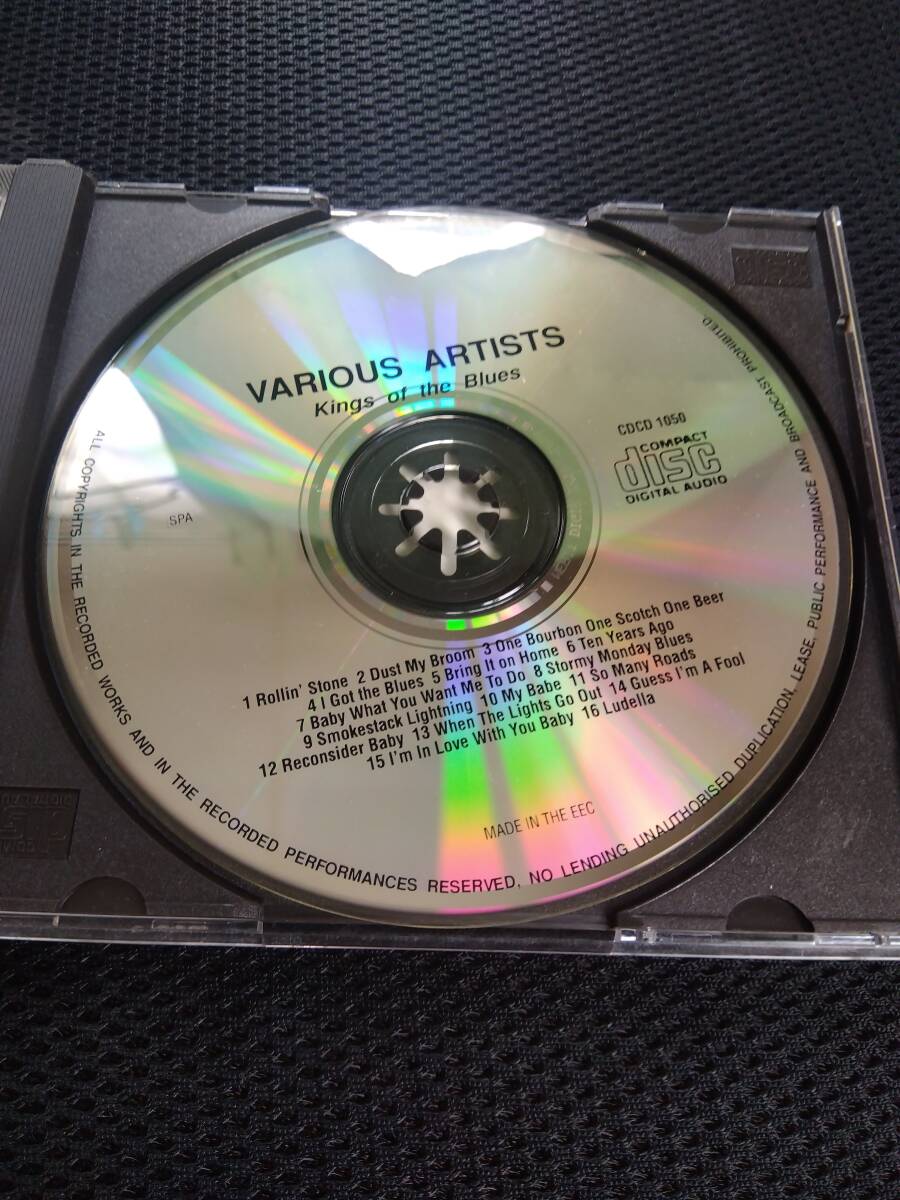 VARIOUS ARTISTS
Kings of the Blues
CDCD 1050
COMPACT
disc
DIGITAL AUDIO
SPA
1 Rollin' Stone 2 Dust My Broom 3 One Bourbon One Scotch One Beer
4 I Got the Blues 5 Bring It on Home 6 Ten Years Ago
7 Baby What You Want Me To Do 8 Stormy Monday Blues
9 Smokestack Lightning 10 My Babe 11 So Many Roads
12 Reconsider Baby 13 When The Lights Go Out 14 Guess I'm A Fool
15 I'm In Love With You Baby 16 Ludella
MADE IN THE EEC
ALL COPYRIGHTS IN THE RECORDED WORKS AND IN THE RECORDED PERFORMANCES RESERVED, NO LENDING UNAUTHORISED DUPLICATION, LEASE, PUBLIC PERFORMANCE AND BROADCAST PROHIBITED.